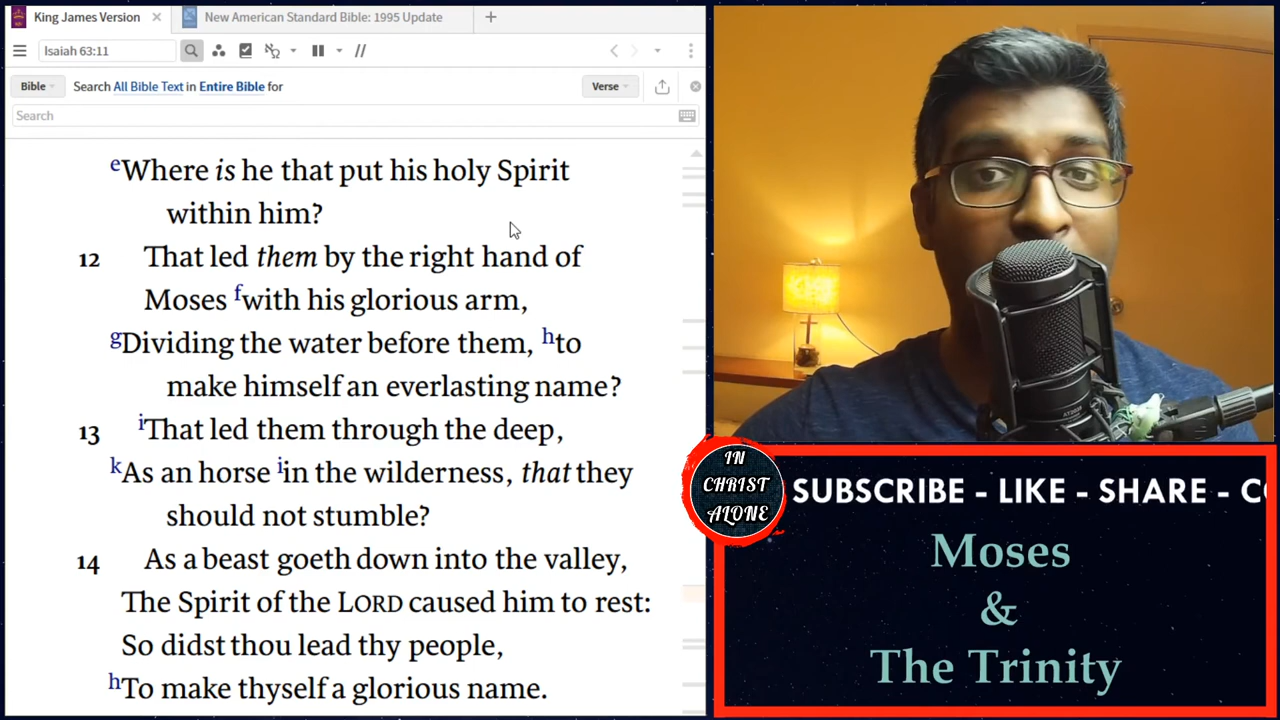 King James Version
New American Standard Bible: 1995 Update
Isaiah 63:11
Bible
Search All Bible Text in Entire Bible for
Verse
Search
eWhere is he that put his holy Spirit
within him?
12 That led them by the right hand of
Moses fwith his glorious arm,
gDividing the water before them, hto
make himself an everlasting name?
13 iThat led them through the deep,
kAs an horse iin the wilderness, that they
should not stumble?
14 As a beast goeth down into the valley,
The Spirit of the LORD caused him to rest:
So didst thou lead thy people,
hTo make thyself a glorious name.
IN
CHRIST
ALONE
SUBSCRIBE - LIKE - SHARE - C
Moses
&
The Trinity